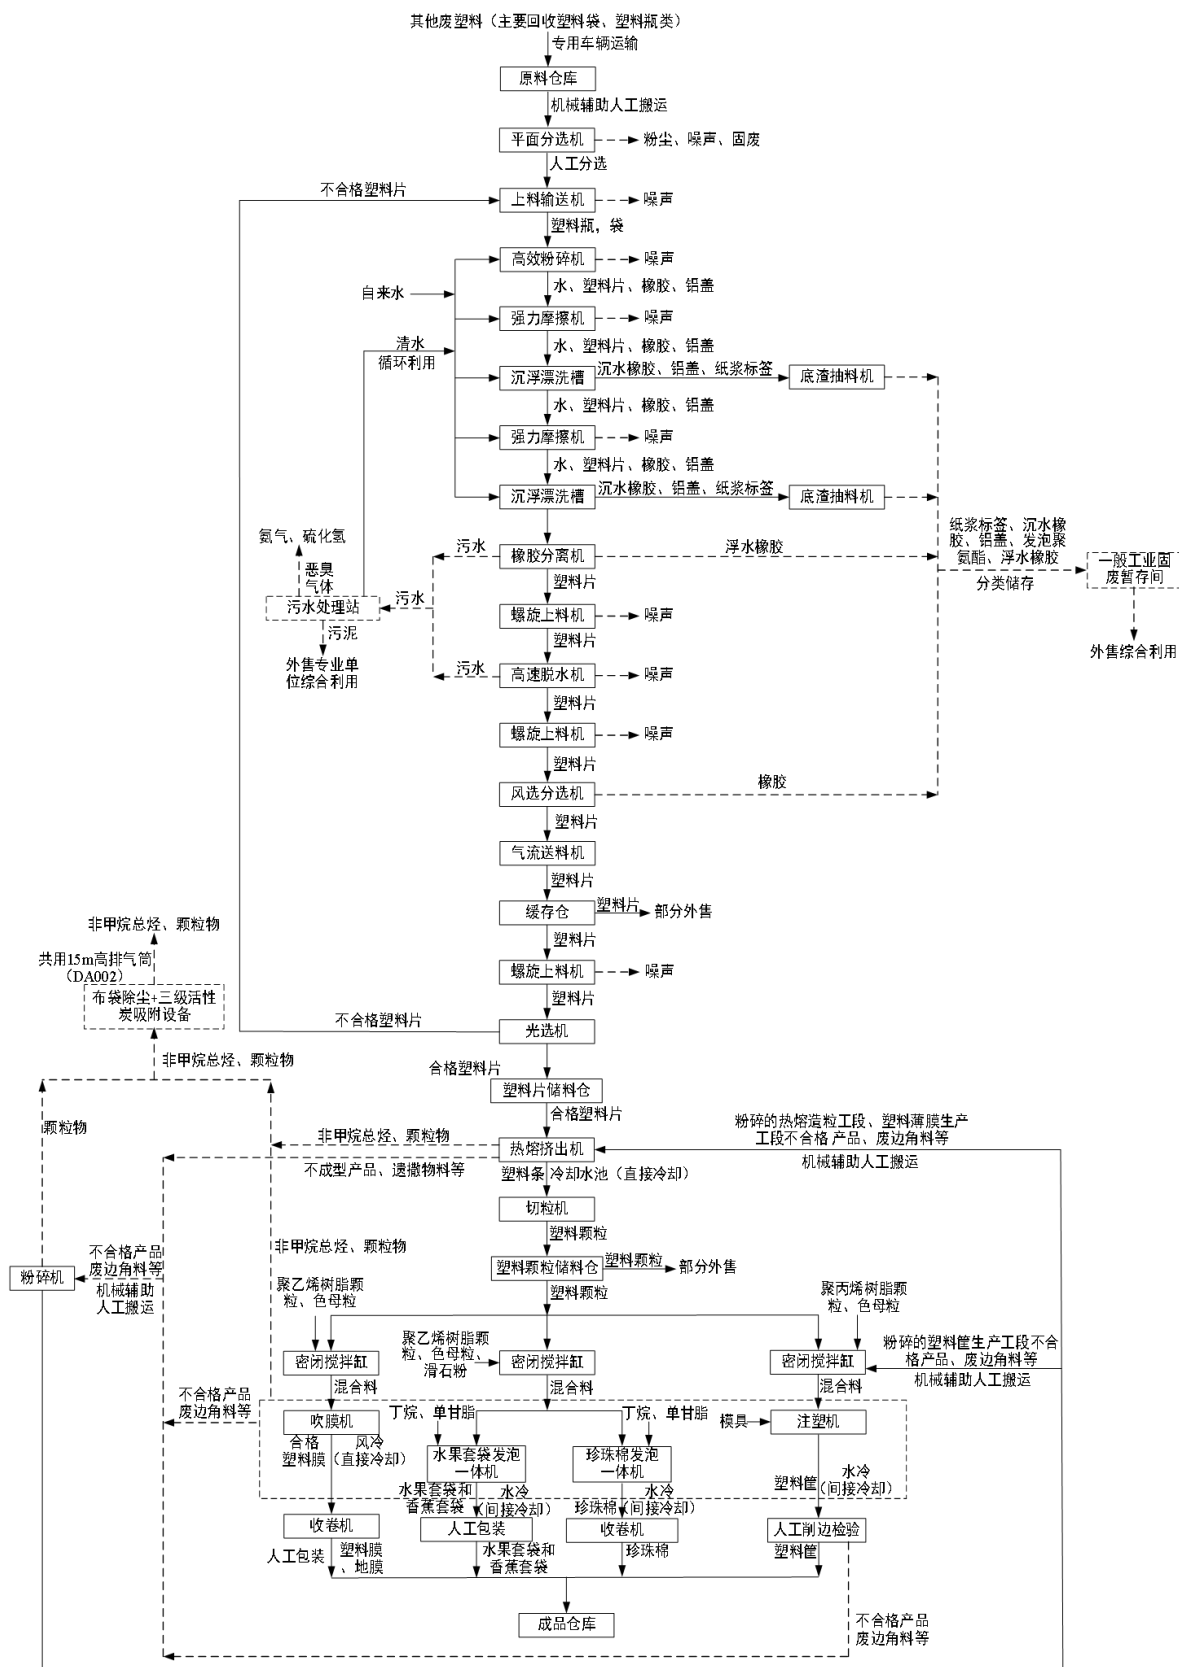 其他废塑料（主要回收塑料袋、塑料瓶类）
专用车辆运输
原料仓库
机械辅助人工搬运
平面分选机
粉尘、噪声、固废
人工分选
不合格塑料片
上料输送机
噪声
塑料瓶，袋
高效粉碎机
噪声
水、塑料片、橡胶、铝盖
自来水
强力摩擦机
噪声
清水
循环利用
水、塑料片、橡胶、铝盖
沉浮漂洗槽
沉水橡胶、铝盖、纸浆标签
底渣抽料机
水、塑料片、橡胶、铝盖
强力摩擦机
噪声
水、塑料片、橡胶、铝盖
沉浮漂洗槽
沉水橡胶、铝盖、纸浆标签
底渣抽料机
纸浆标签、沉水橡
胶、铝盖、发泡聚
氨酯、浮水橡胶
分类储存
一般工业固
废暂存间
外售综合利用
氨气、硫化氢
恶臭
气体
污水
橡胶分离机
浮水橡胶
塑料片
污水处理站
污水
螺旋上料机
噪声
污泥
塑料片
外售专业单
位综合利用
污水
高速脱水机
噪声
塑料片
螺旋上料机
噪声
塑料片
风选分选机
橡胶
塑料片
气流送料机
塑料片
缓存仓
塑料片
部分外售
塑料片
非甲烷总烃、颗粒物
共用15m高排气筒
（DA002）
布袋除尘+三级活性
炭吸附设备
螺旋上料机
噪声
塑料片
不合格塑料片
光选机
非甲烷总烃、颗粒物
合格塑料片
塑料片储料仓
合格塑料片
颗粒物
非甲烷总烃、颗粒物
热熔挤出机
粉碎的热熔造粒工段、塑料薄膜生产
工段不合格 产品、废边角料等
机械辅助人工搬运
不成型产品、遗撒物料等
塑料条
冷却水池（直接冷却）
切粒机
塑料颗粒
非甲烷总烃、颗粒物
不合格产品
废边角料等
粉碎机
机械辅助
人工搬运
塑料颗粒储料仓
塑料颗粒
部分外售
塑料颗粒
聚乙烯树脂颗
粒、色母粒
聚乙烯树脂颗
粒、色母粒、
滑石粉
聚丙烯树脂颗
粒、色母粒
密闭搅拌缸
密闭搅拌缸
密闭搅拌缸
粉碎的塑料筐生产工段不合
格产品、废边角料等
机械辅助人工搬运
混合料
混合料
混合料
不合格产品
废边角料等
吹膜机
丁烷、单甘脂
丁烷、单甘脂
模具
注塑机
合格
塑料膜
风冷
（直接冷却）
水果套袋发泡
一体机
珍珠棉发泡
一体机
水果套袋和
香蕉套袋
水冷
（间接冷却）
珍珠棉
水冷
（间接冷却）
塑料筐
水冷
（间接冷却）
收卷机
人工包装
收卷机
人工削边检验
人工包装
塑料膜
、地膜
水果套袋和
香蕉套袋
珍珠棉
塑料筐
成品仓库
不合格产品
废边角料等